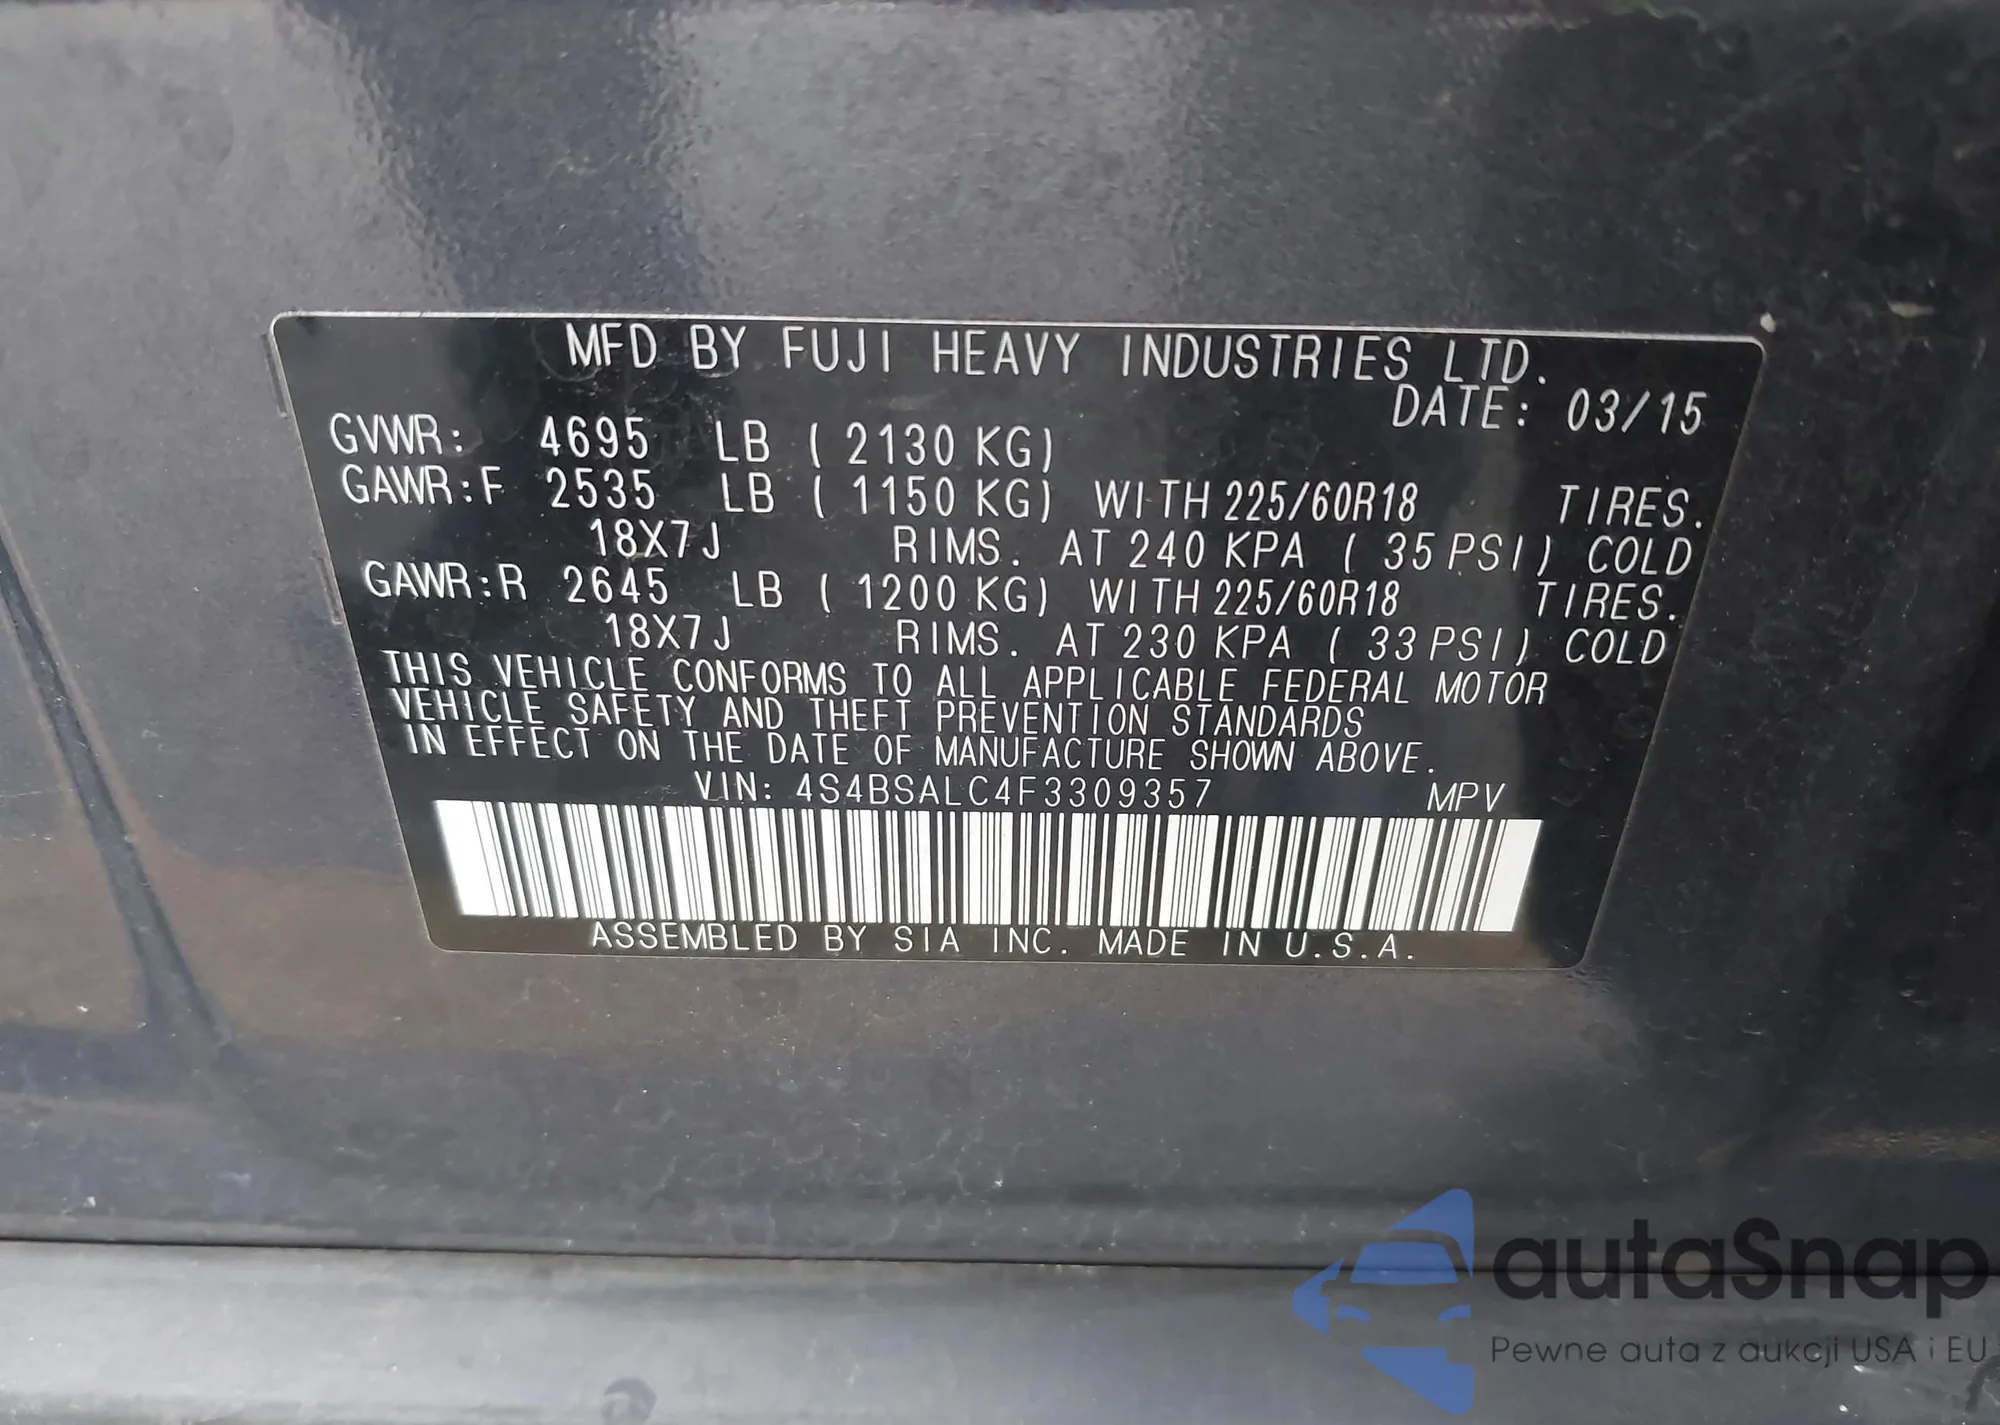 MFD BY FUJI HEAVY INDUSTRIES LTD.
DATE: 03/15
GVWR: 4695 LB ( 2130 KG)
GAWR:F 2535 LB ( 1150 KG) WITH 225/60R18 TIRES.
18X7J RIMS. AT 240 KPA ( 35 PSI) COLD
GAWR:R 2645 LB ( 1200 KG) WITH 225/60R18 TIRES.
18X7J RIMS. AT 230 KPA ( 33 PSI) COLD
THIS VEHICLE CONFORMS TO ALL APPLICABLE FEDERAL MOTOR
VEHICLE SAFETY AND THEFT PREVENTION STANDARDS
IN EFFECT ON THE DATE OF MANUFACTURE SHOWN ABOVE.
VIN: 4S4BSALC4F3309357 MPV
ASSEMBLED BY SIA INC. MADE IN U.S.A.
autaSnap
Pewne auta z aukcji USA i EU